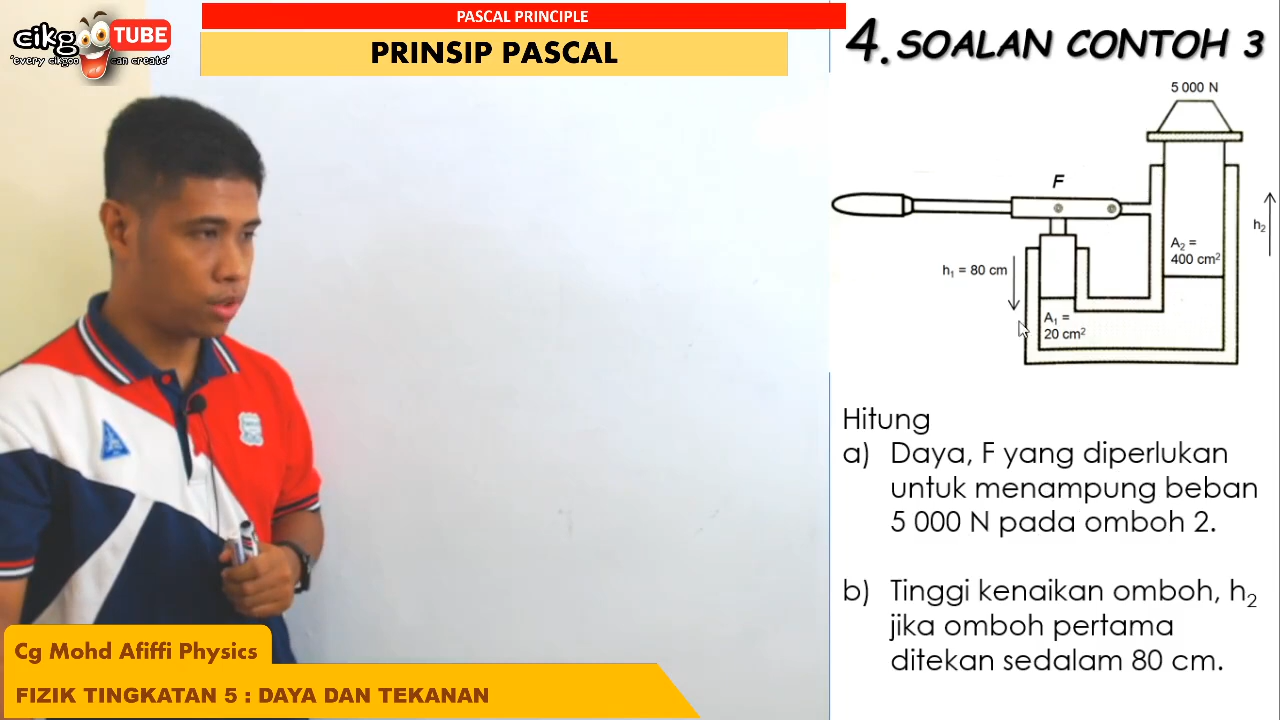 cikgooTUBE
'every cikgoo can create'
PASCAL PRINCIPLE
PRINSIP PASCAL
4. SOALAN CONTOH 3
5 000 N
F
h₂
A₂ =
400 cm²
h₁ = 80 cm
A₁ =
20 cm²
Hitung
a) Daya, F yang diperlukan
untuk menampung beban
5 000 N pada omboh 2.
b) Tinggi kenaikan omboh, h₂
jika omboh pertama
ditekan sedalam 80 cm.
Cg Mohd Afiffi Physics
FIZIK TINGKATAN 5 : DAYA DAN TEKANAN